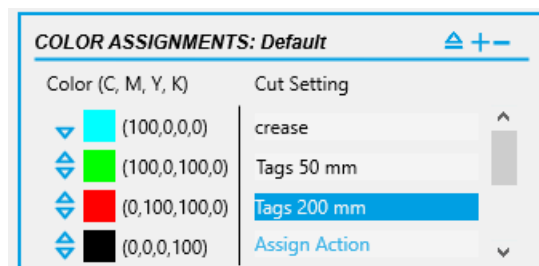 COLOR ASSIGNMENTS: Default
Color (C, M, Y, K) Cut Setting
(100,0,0,0) crease
(100,0,100,0) Tags 50 mm
(0,100,100,0) Tags 200 mm
(0,0,0,100) Assign Action